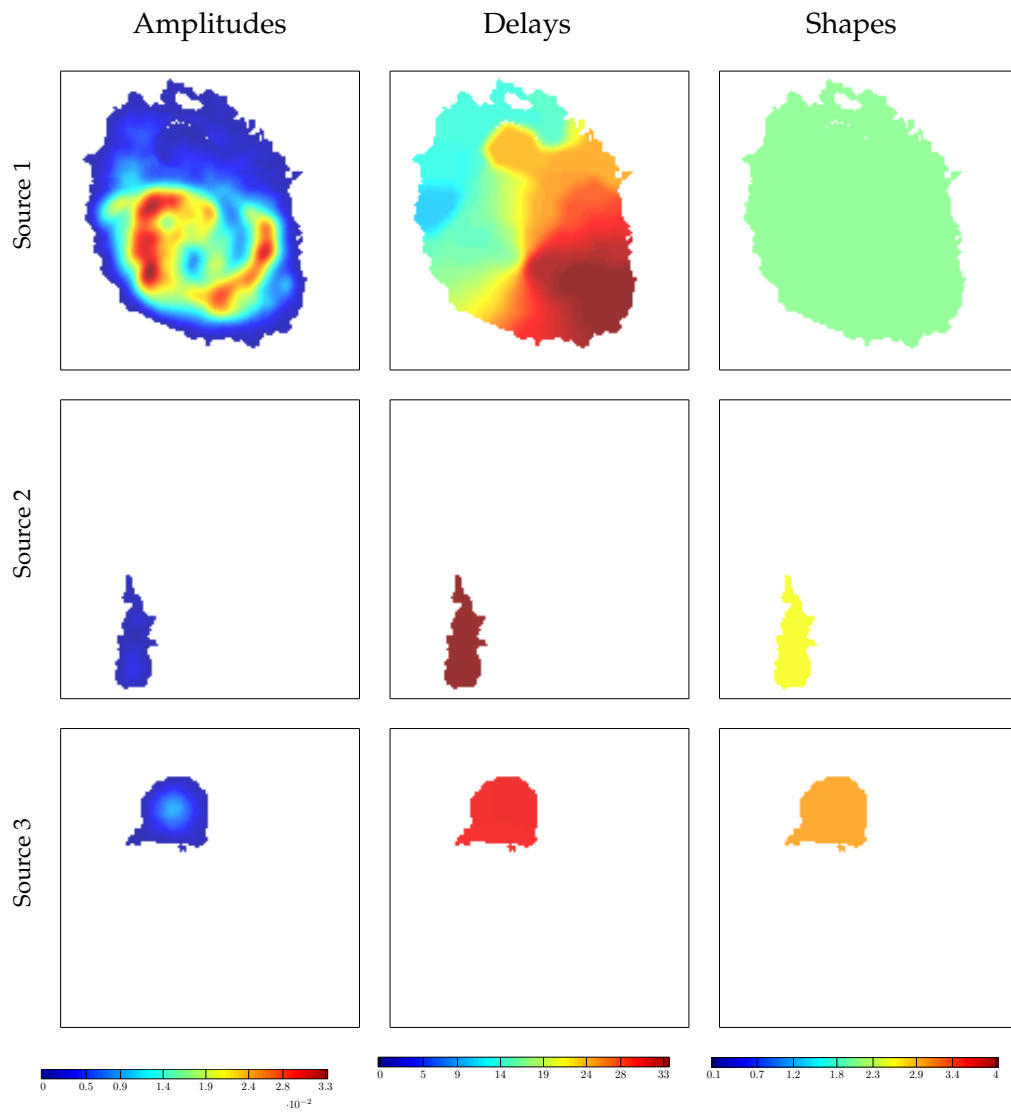 Amplitudes Delays Shapes
Source 1
Source 2
Source 3
0 0.5 0.9 1.4 1.9 2.4 2.8 3.3
·10⁻²
0 5 9 14 19 24 28 33
0.1 0.7 1.2 1.8 2.3 2.9 3.4 4